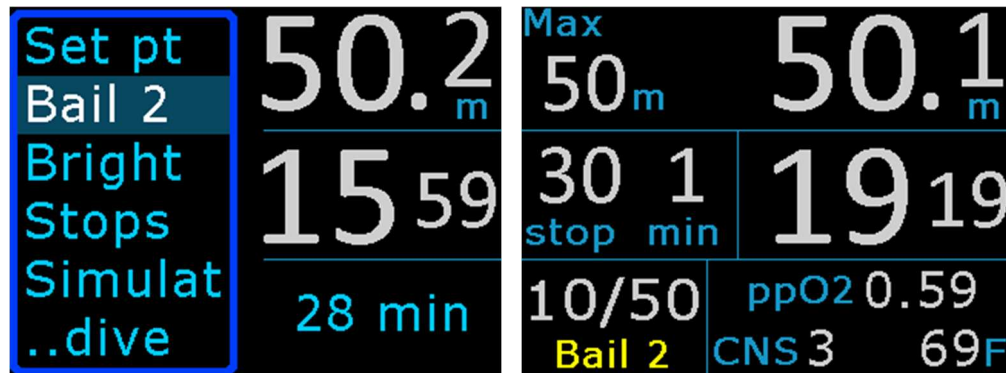 Set pt
Bail 2
Bright
Stops
Simulat
..dive
50.2 m
15 59
28 min
Max
50 m
50.1 m
30 1
stop min
19 19
10/50
Bail 2
ppO2 0.59
CNS 3 69F